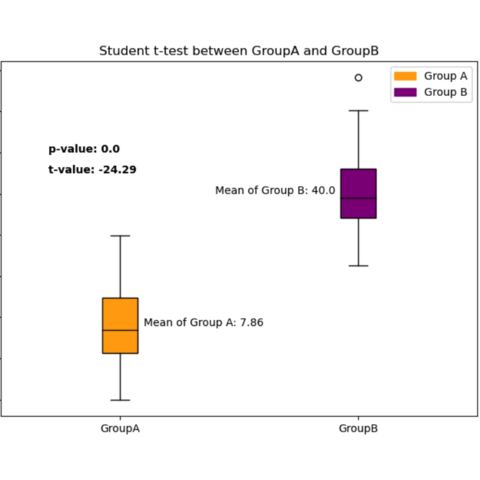 Student t-test between GroupA and GroupB
Group A
Group B
p-value: 0.0
t-value: -24.29
Mean of Group B: 40.0
Mean of Group A: 7.86
GroupA
GroupB